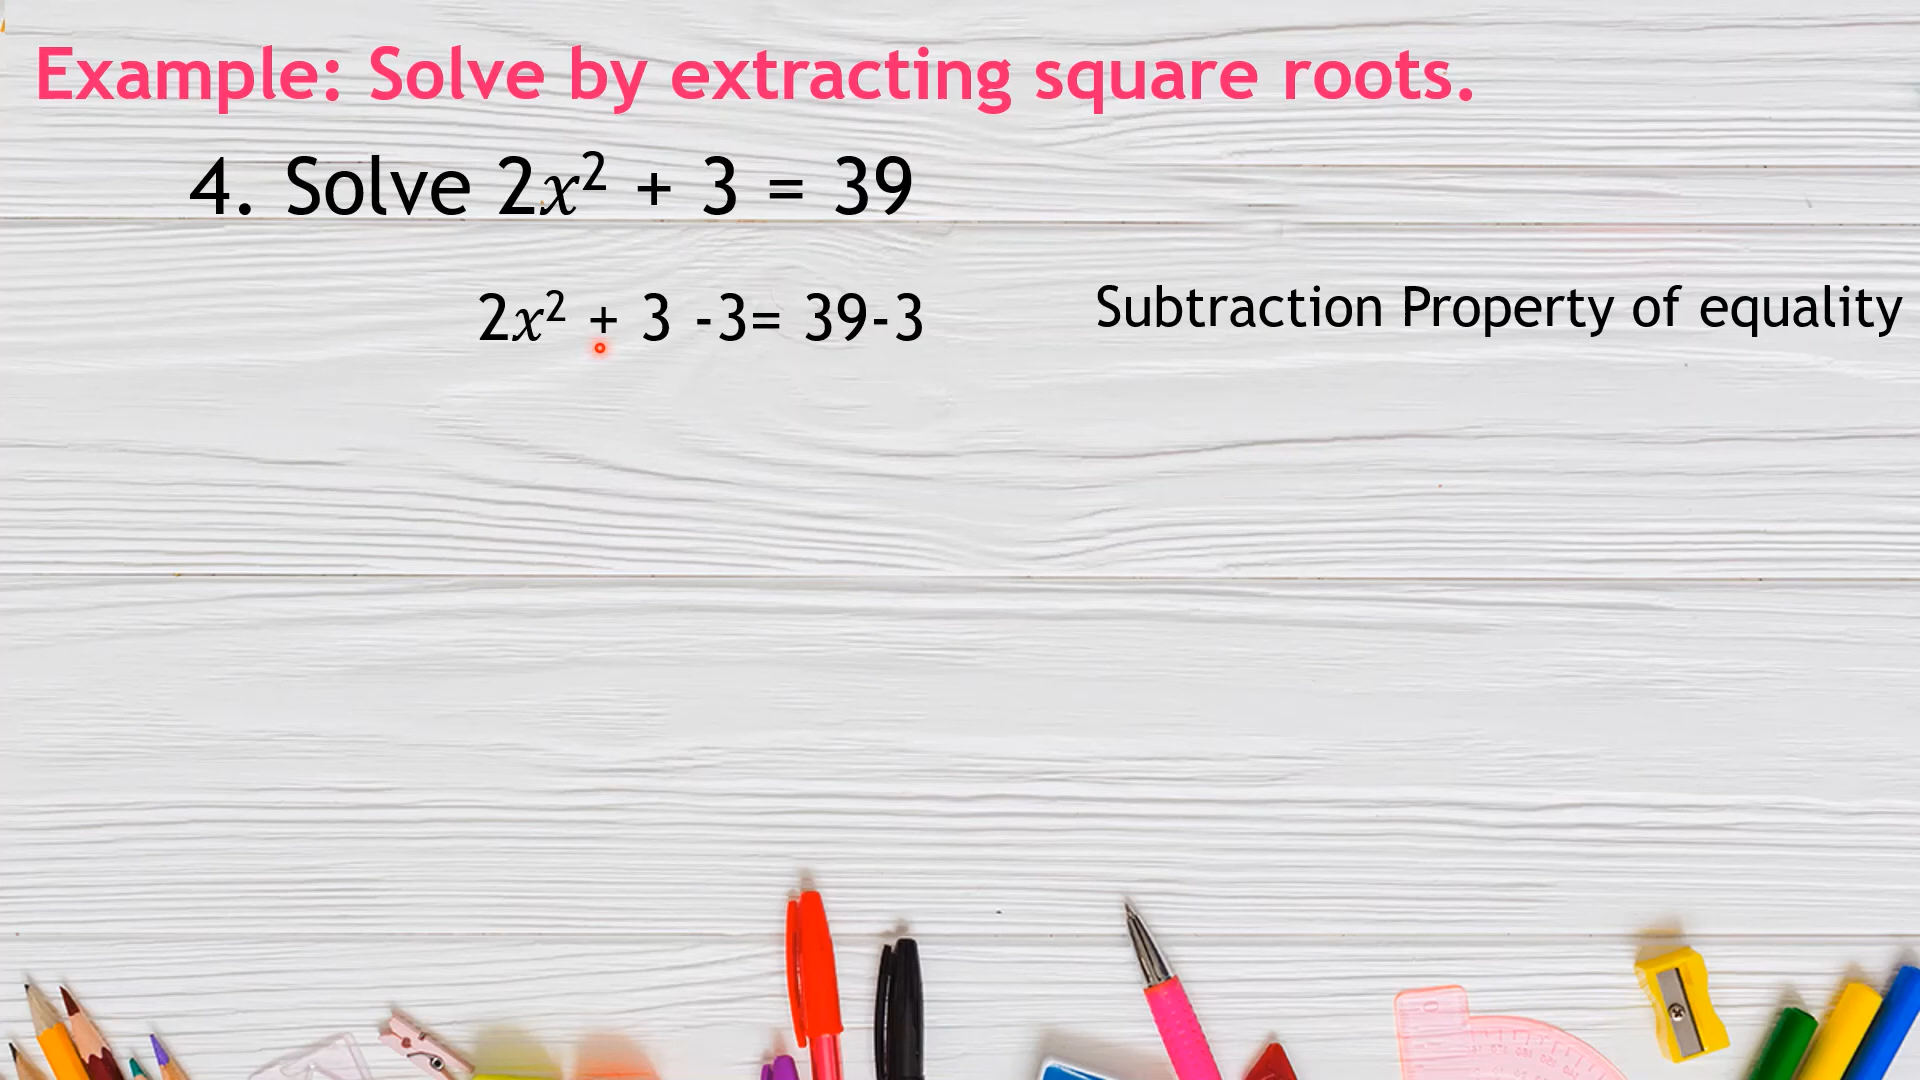 Example: Solve by extracting square roots.
4. Solve 2𝑥² + 3 = 39
2𝑥² + 3 -3= 39-3
Subtraction Property of equality